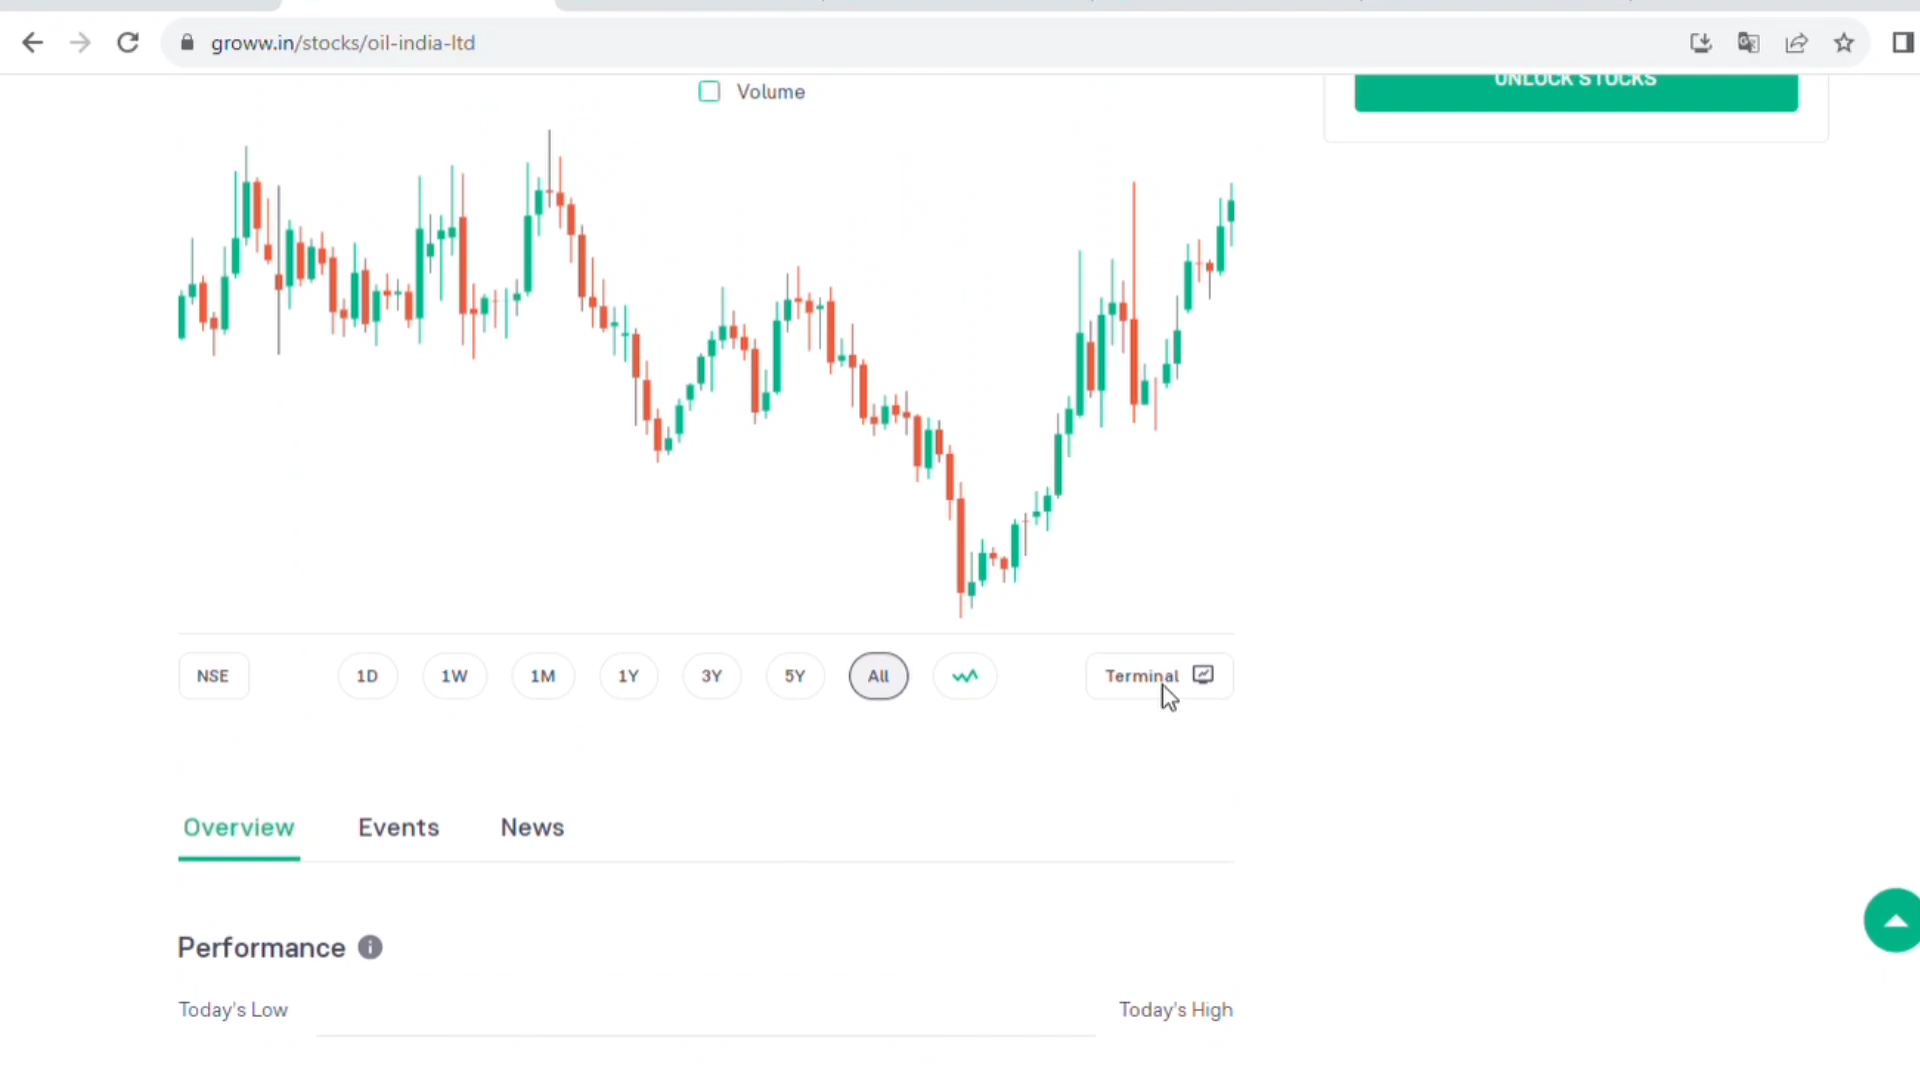 groww.in/stocks/oil-india-ltd
UNLOCK STOCKS
Volume
NSE 1D 1W 1M 1Y 3Y 5Y All Terminal
Overview Events News
Performance
Today's Low Today's High